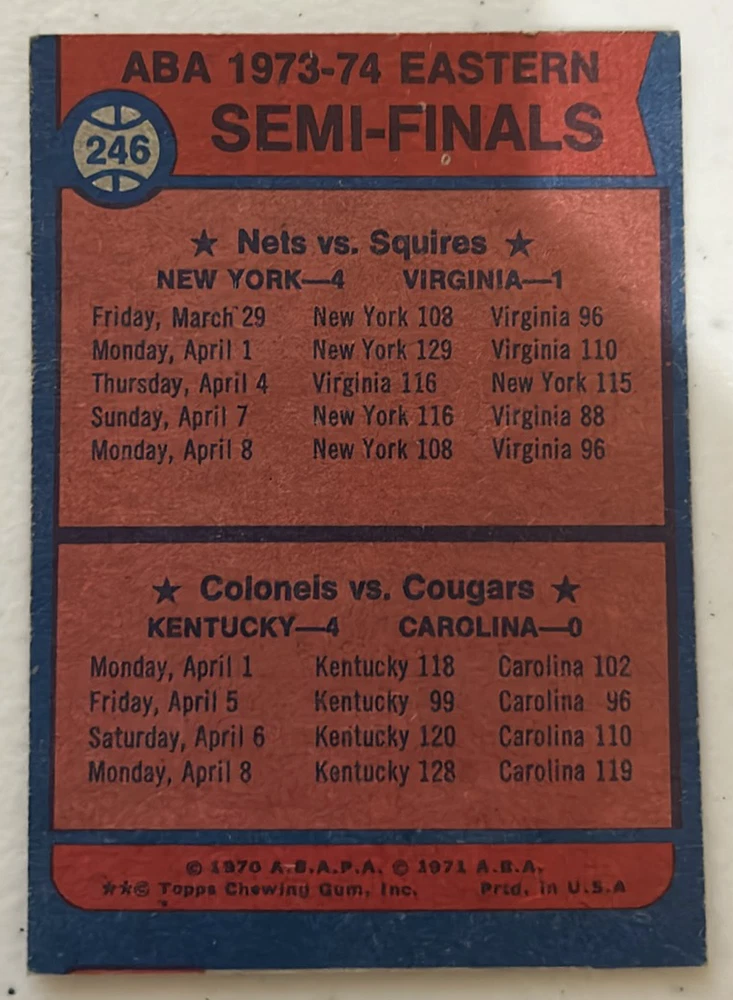 ABA 1973-74 EASTERN
SEMI-FINALS
246
★ Nets vs. Squires ★
NEW YORK—4 VIRGINIA—1
Friday, March 29 New York 108 Virginia 96
Monday, April 1 New York 129 Virginia 110
Thursday, April 4 Virginia 116 New York 115
Sunday, April 7 New York 116 Virginia 88
Monday, April 8 New York 108 Virginia 96
★ Colonels vs. Cougars ★
KENTUCKY—4 CAROLINA—0
Monday, April 1 Kentucky 118 Carolina 102
Friday, April 5 Kentucky 99 Carolina 96
Saturday, April 6 Kentucky 120 Carolina 110
Monday, April 8 Kentucky 128 Carolina 119
© 1970 A.B.A.P.A. © 1971 A.B.A.
★★© Topps Chewing Gum, Inc. Prtd. in U.S.A